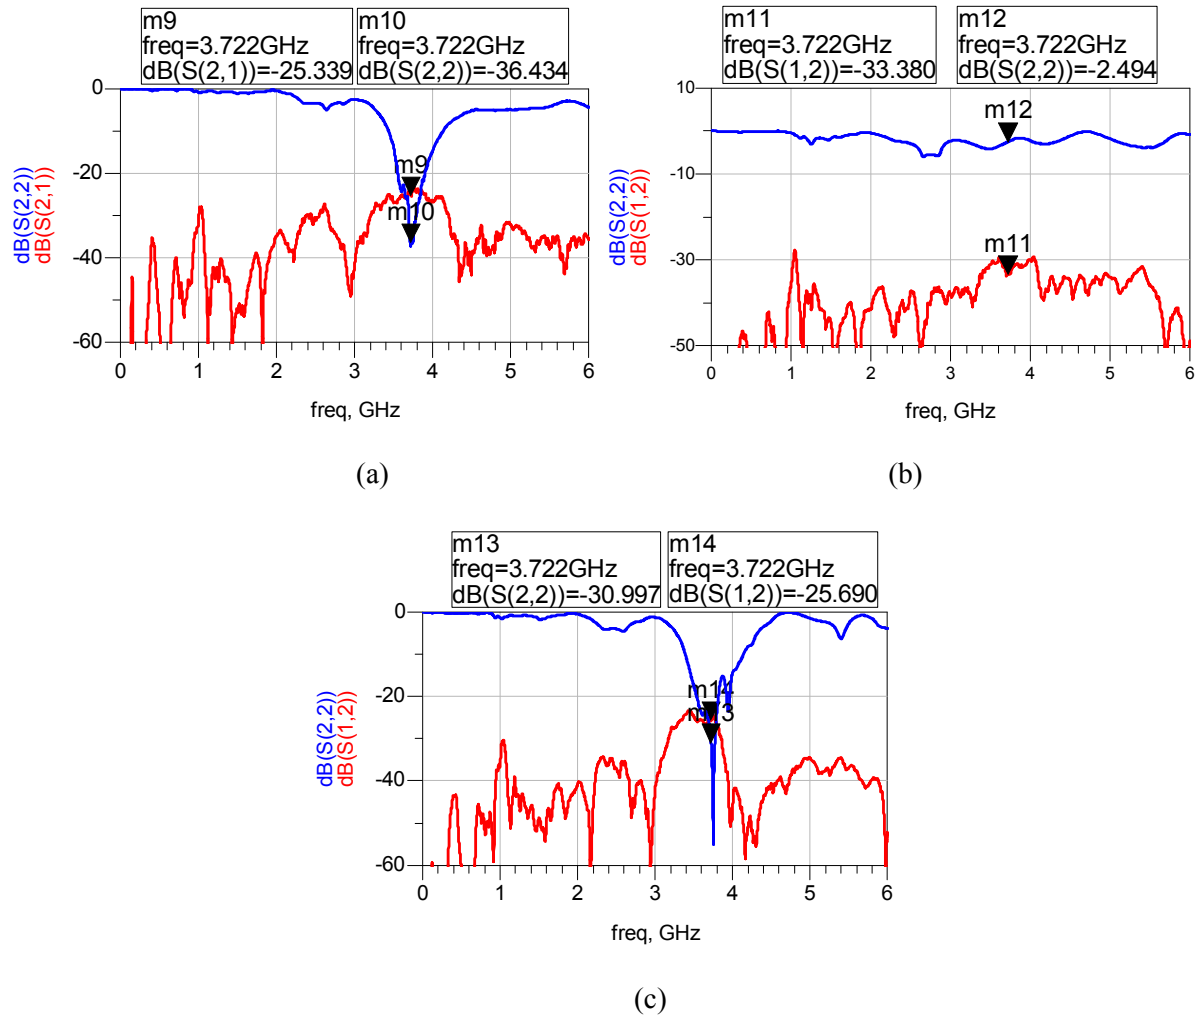 m9
freq=3.722GHz
dB(S(2,1))=-25.339
m10
freq=3.722GHz
dB(S(2,2))=-36.434
0
-20
-40
-60
dB(S(2,2))
dB(S(2,1))
m9
m10
0 1 2 3 4 5 6
freq, GHz
(a)
m11
freq=3.722GHz
dB(S(1,2))=-33.380
m12
freq=3.722GHz
dB(S(2,2))=-2.494
10
-10
-30
-50
dB(S(2,2))
dB(S(1,2))
m12
m11
0 1 2 3 4 5 6
freq, GHz
(b)
m13
freq=3.722GHz
dB(S(2,2))=-30.997
m14
freq=3.722GHz
dB(S(1,2))=-25.690
0
-20
-40
-60
dB(S(2,2))
dB(S(1,2))
m14
m13
0 1 2 3 4 5 6
freq, GHz
(c)